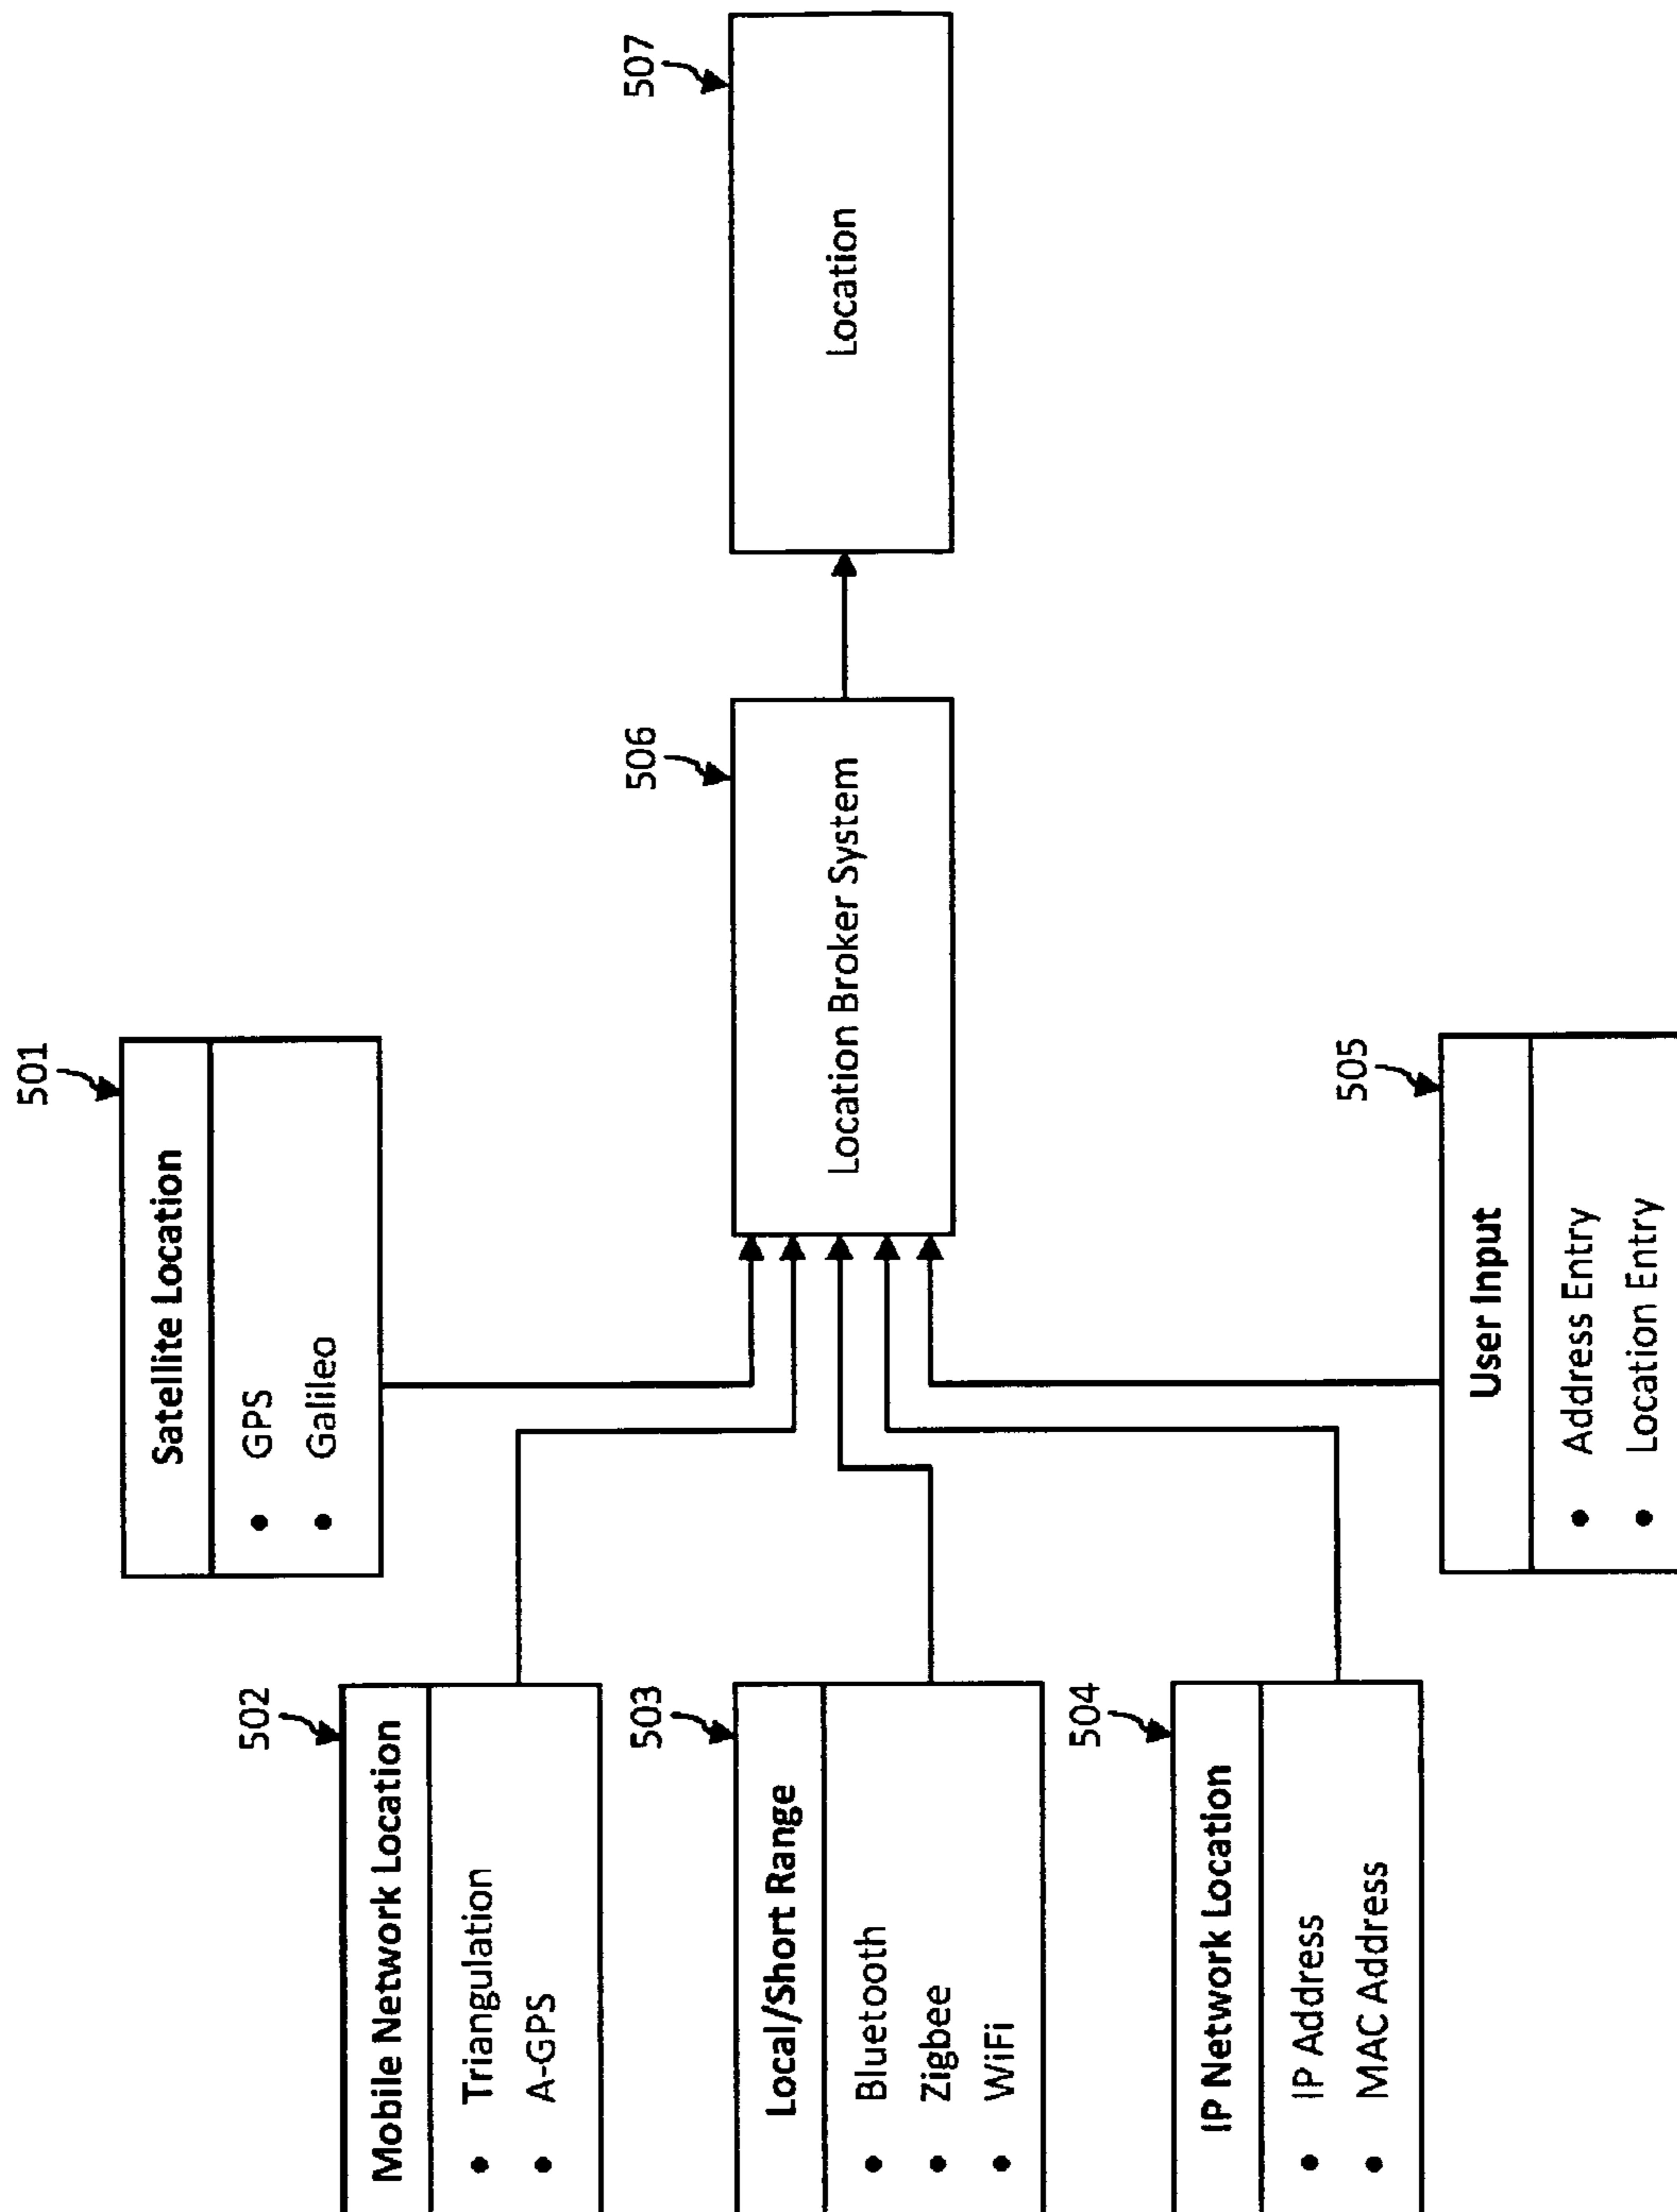 501
Satellite Location
• GPS
• Galileo
502
Mobile Network Location
• Triangulation
• A-GPS
503
Local/Short Range
• Bluetooth
• Zigbee
• WiFi
504
IP Network Location
• IP Address
• MAC Address
505
User Input
• Address Entry
• Location Entry
506
Location Broker System
507
Location